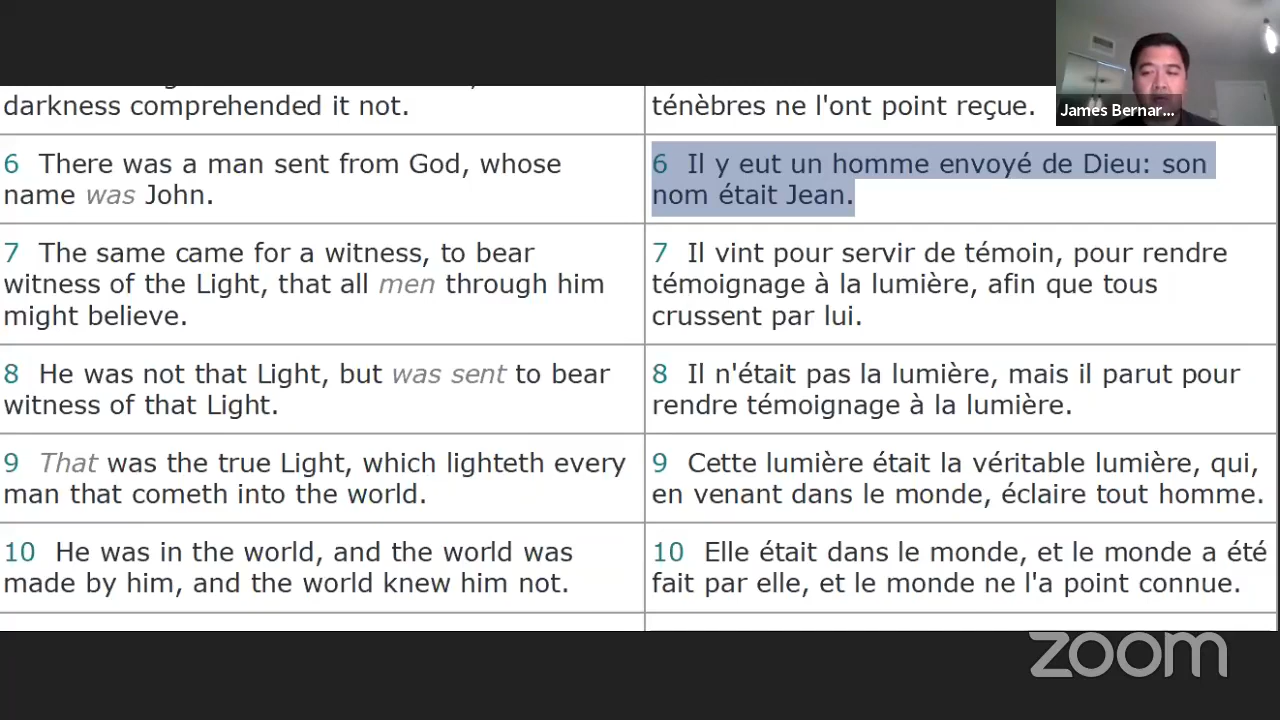 darkness comprehended it not.
6 There was a man sent from God, whose
name was John.
7 The same came for a witness, to bear
witness of the Light, that all men through him
might believe.
8 He was not that Light, but was sent to bear
witness of that Light.
9 That was the true Light, which lighteth every
man that cometh into the world.
10 He was in the world, and the world was
made by him, and the world knew him not.
ténèbres ne l'ont point reçue.
6 Il y eut un homme envoyé de Dieu: son
nom était Jean.
7 Il vint pour servir de témoin, pour rendre
témoignage à la lumière, afin que tous
crussent par lui.
8 Il n'était pas la lumière, mais il parut pour
rendre témoignage à la lumière.
9 Cette lumière était la véritable lumière, qui,
en venant dans le monde, éclaire tout homme.
10 Elle était dans le monde, et le monde a été
fait par elle, et le monde ne l'a point connue.
James Bernar...
zoom